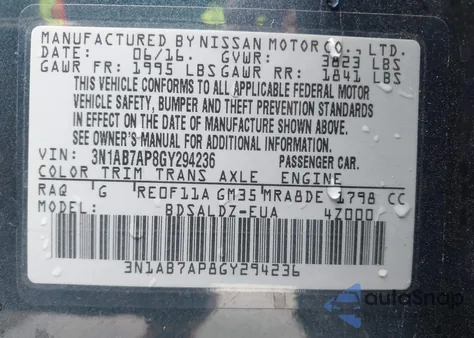 MANUFACTURED BY NISSAN MOTOR CO., LTD.
DATE: 06/16. GVWR: 3823 LBS
GAWR FR: 1995 LBS GAWR RR: 1841 LBS
THIS VEHICLE CONFORMS TO ALL APPLICABLE FEDERAL MOTOR
VEHICLE SAFETY, BUMPER AND THEFT PREVENTION STANDARDS
IN EFFECT ON THE DATE OF MANUFACTURE SHOWN ABOVE.
SEE OWNER'S MANUAL FOR ADDITIONAL INFORMATION.
VIN: 3N1AB7AP8GY294236 PASSENGER CAR.
COLOR TRIM TRANS AXLE ENGINE
RAQ G RE0F11A GM35 MRA8DE 1798 CC
MODEL: BDSALDZ-EUA 47000
3N1AB7AP8GY294236
autoSnap